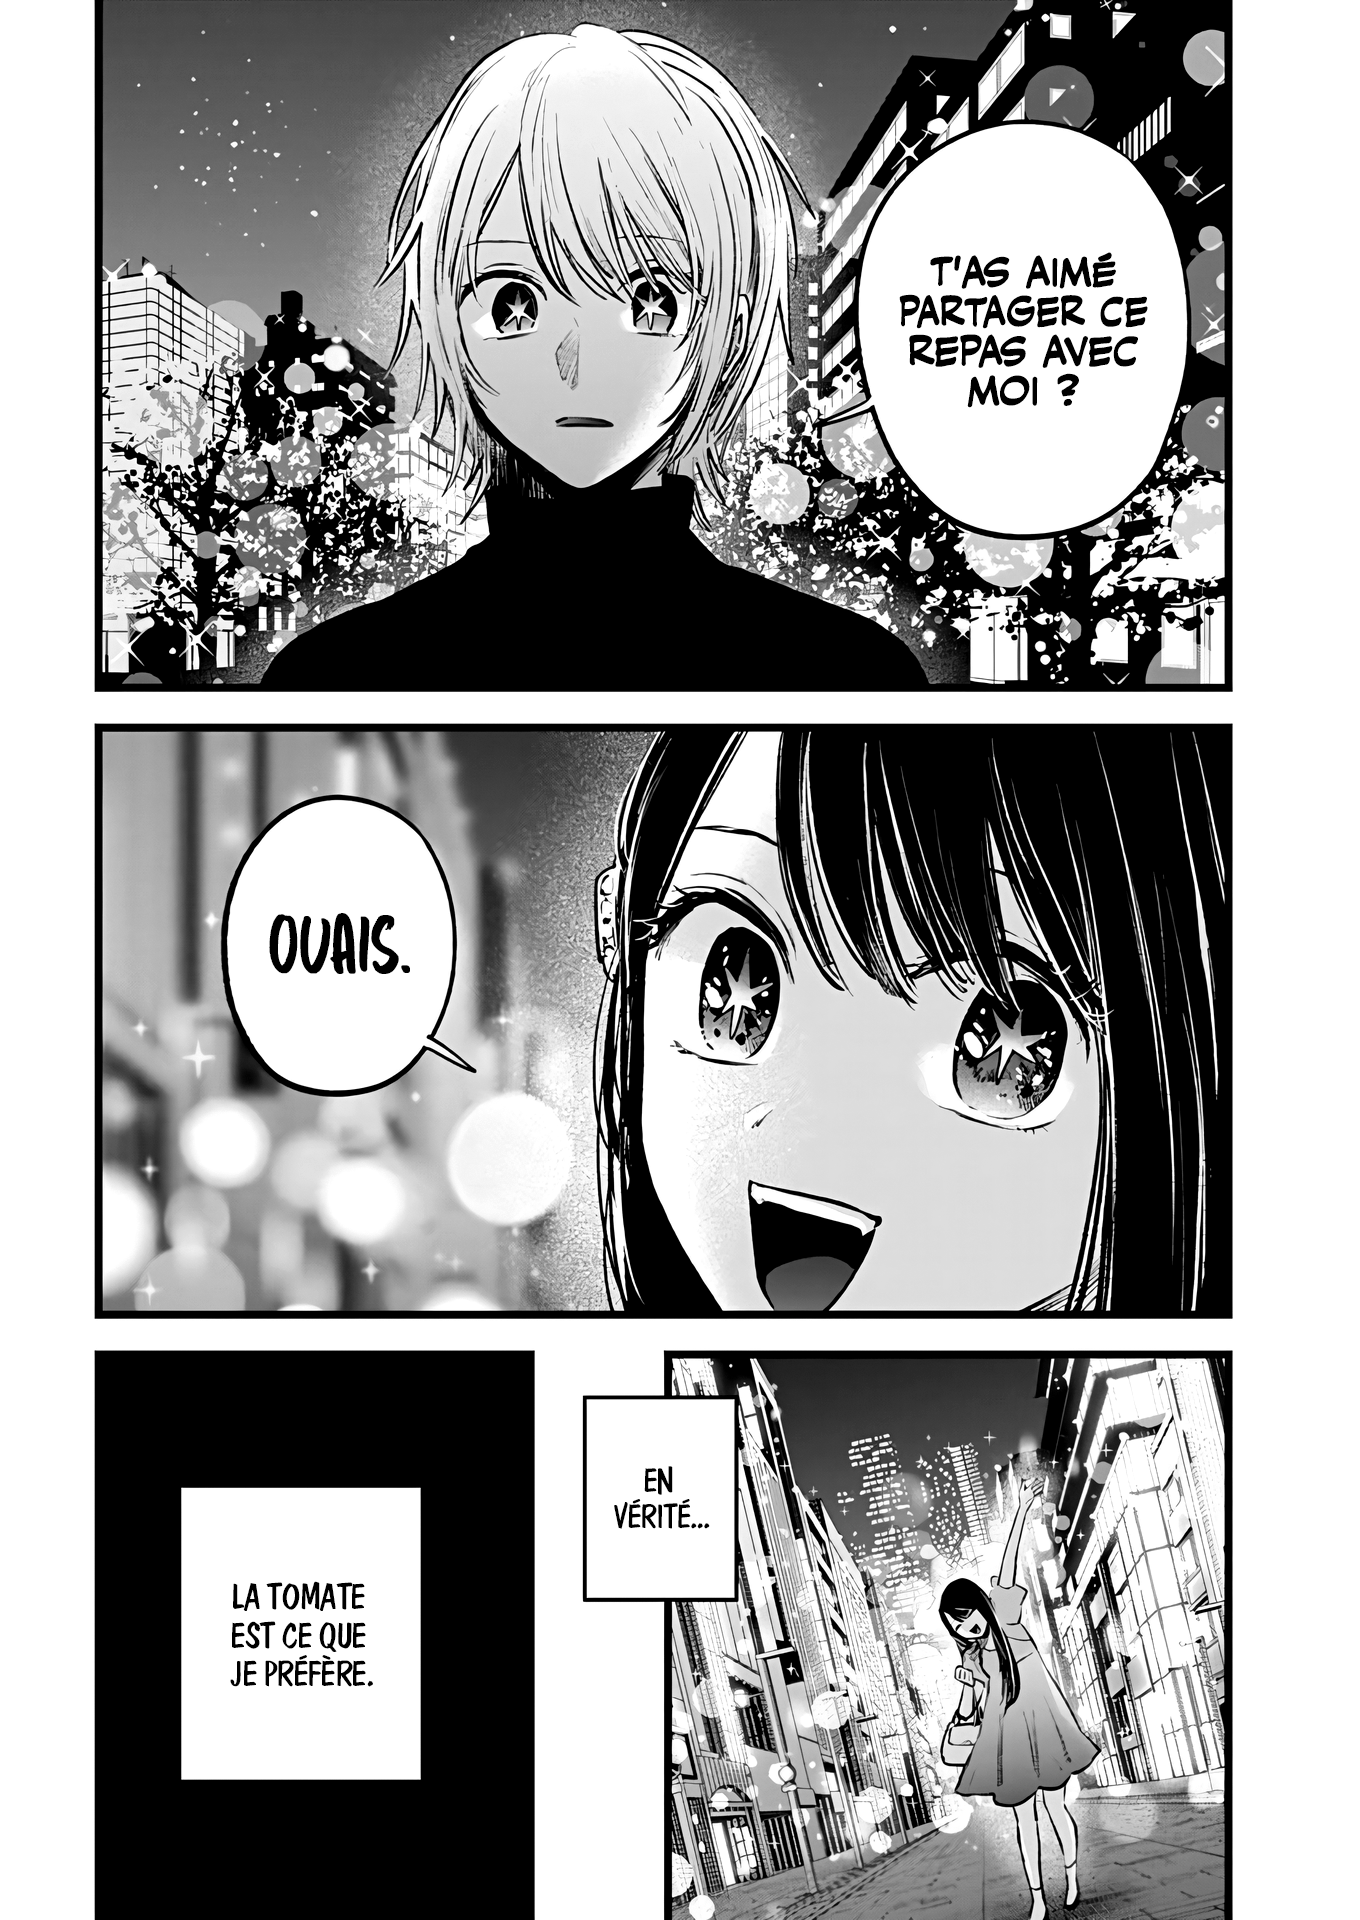 T'AS AIMÉ
PARTAGER CE
REPAS AVEC
MOI ?
OUAIS.
EN
VÉRITÉ...
LA TOMATE
EST CE QUE
JE PRÉFÈRE.